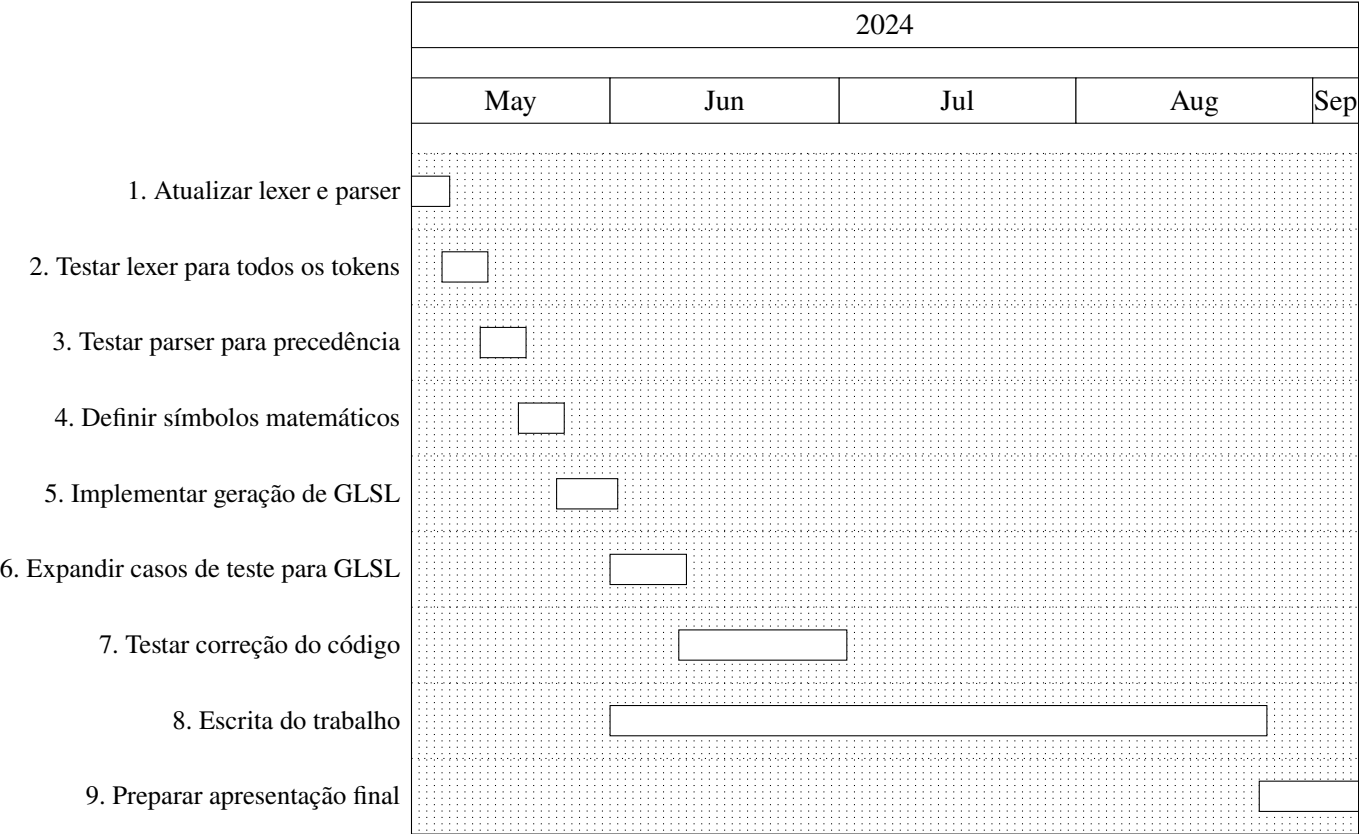 2024
May Jun Jul Aug Sep
1. Atualizar lexer e parser
2. Testar lexer para todos os tokens
3. Testar parser para precedência
4. Definir símbolos matemáticos
5. Implementar geração de GLSL
6. Expandir casos de teste para GLSL
7. Testar correção do código
8. Escrita do trabalho
9. Preparar apresentação final